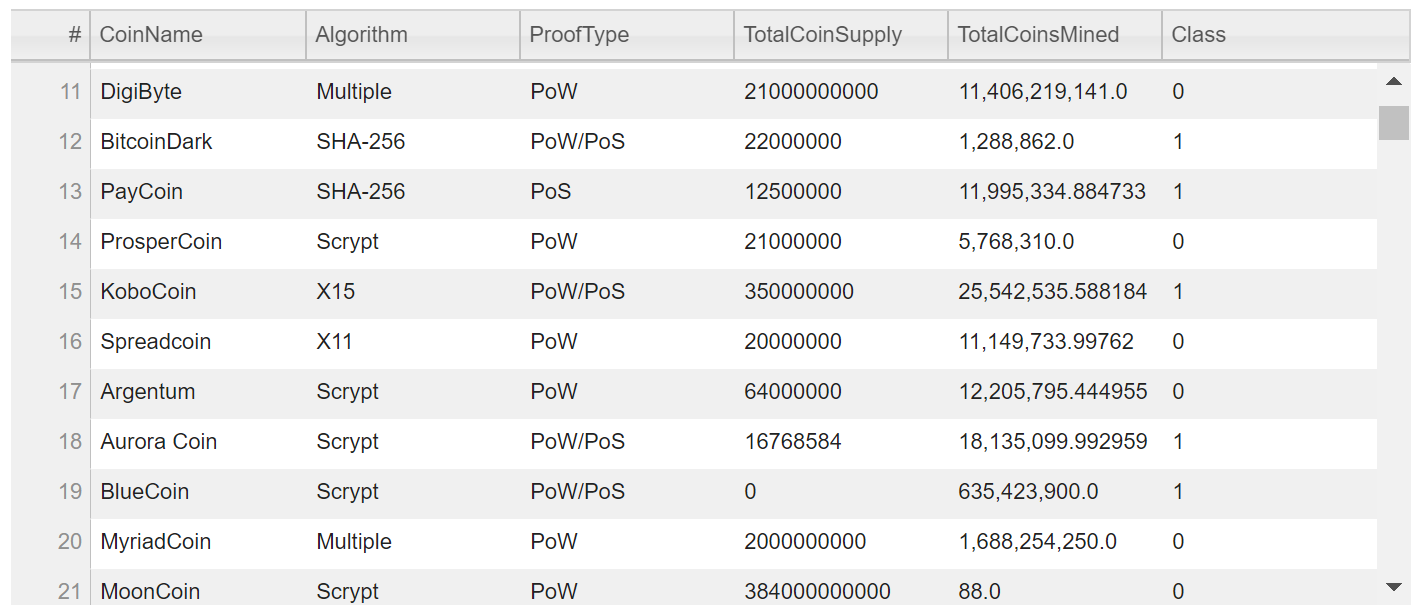 # CoinName Algorithm ProofType TotalCoinSupply TotalCoinsMined Class
11 DigiByte Multiple PoW 21000000000 11,406,219,141.0 0
12 BitcoinDark SHA-256 PoW/PoS 22000000 1,288,862.0 1
13 PayCoin SHA-256 PoS 12500000 11,995,334.884733 1
14 ProsperCoin Scrypt PoW 21000000 5,768,310.0 0
15 KoboCoin X15 PoW/PoS 350000000 25,542,535.588184 1
16 Spreadcoin X11 PoW 20000000 11,149,733.99762 0
17 Argentum Scrypt PoW 64000000 12,205,795.444955 0
18 Aurora Coin Scrypt PoW/PoS 16768584 18,135,099.992959 1
19 BlueCoin Scrypt PoW/PoS 0 635,423,900.0 1
20 MyriadCoin Multiple PoW 2000000000 1,688,254,250.0 0
21 MoonCoin Scrypt PoW 384000000000 88.0 0